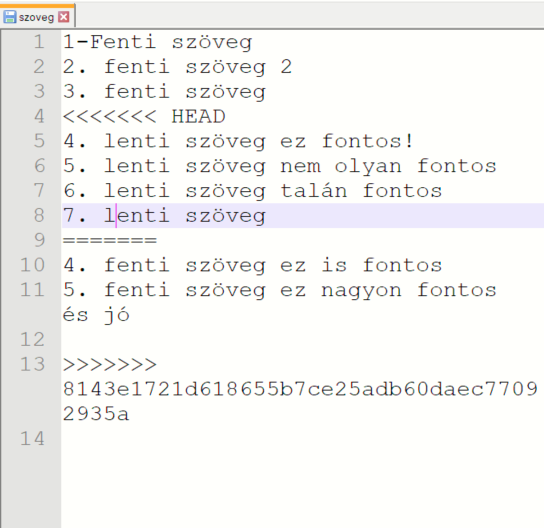 szoveg
1 1-Fenti szöveg
2 2. fenti szöveg 2
3 3. fenti szöveg
4 <<<<<<< HEAD
5 4. lenti szöveg ez fontos!
6 5. lenti szöveg nem olyan fontos
7 6. lenti szöveg talán fontos
8 7. lenti szöveg
9 =======
10 4. fenti szöveg ez is fontos
11 5. fenti szöveg ez nagyon fontos
és jó
12
13 >>>>>>>
8143e1721d618655b7ce25adb60daec7709
2935a
14